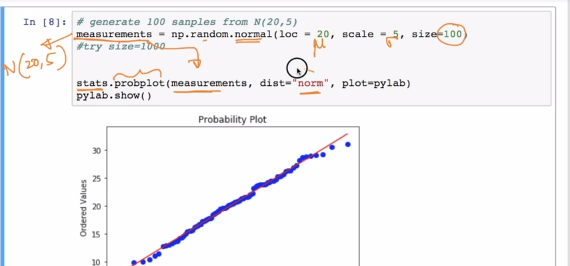 In [8]: # generate 100 sanples from N(20,5)
measurements = np.random.normal(loc = 20, scale = 5, size=100)
#try size=1000
N(20,5)
μ
stats.probplot(measurements, dist="norm", plot=pylab)
pylab.show()
Probability Plot
Ordered Values
30
25
20
15
10